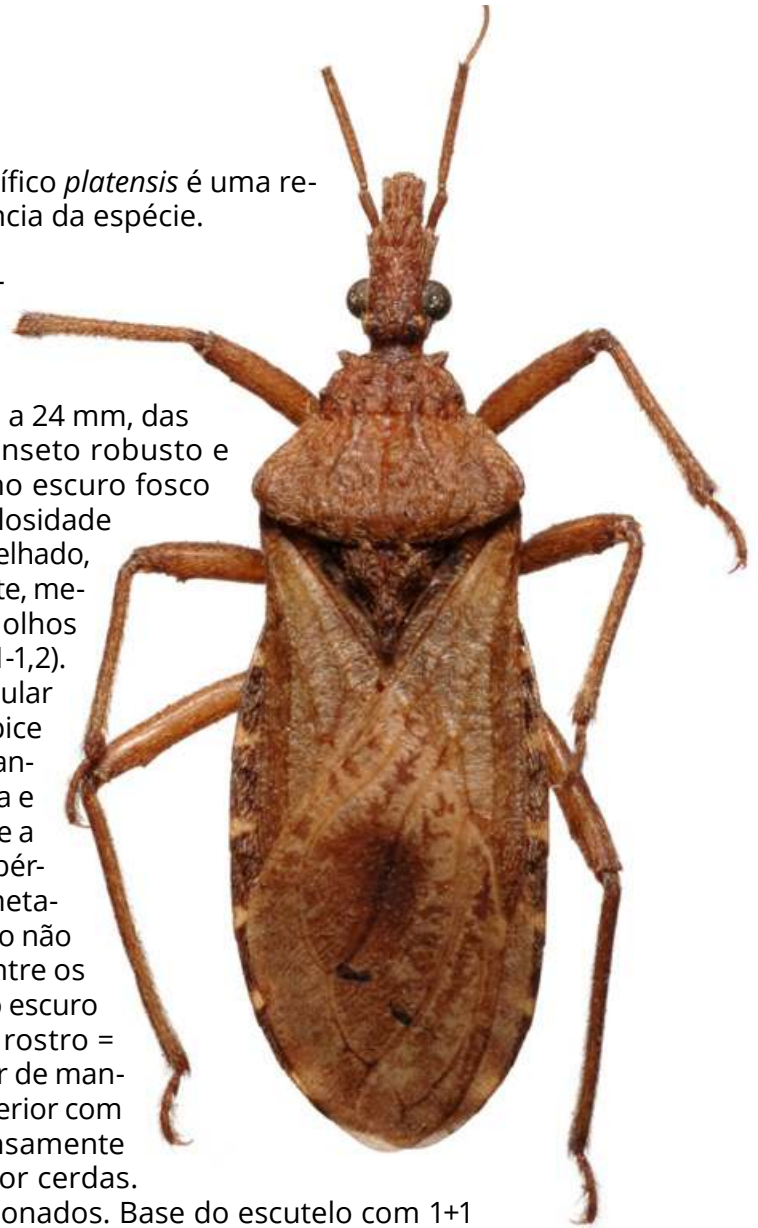 ífico platensis é uma re-
ncia da espécie.
-
a 24 mm, das
nseto robusto e
no escuro fosco
losidade
elhado,
te, me-
olhos
1-1,2).
ular
pice
an-
a e
e a
pér-
neta-
o não
ntre os
o escuro
rostro =
r de man-
erior com
nsamente
or cerdas.
onados. Base do escutelo com 1+1